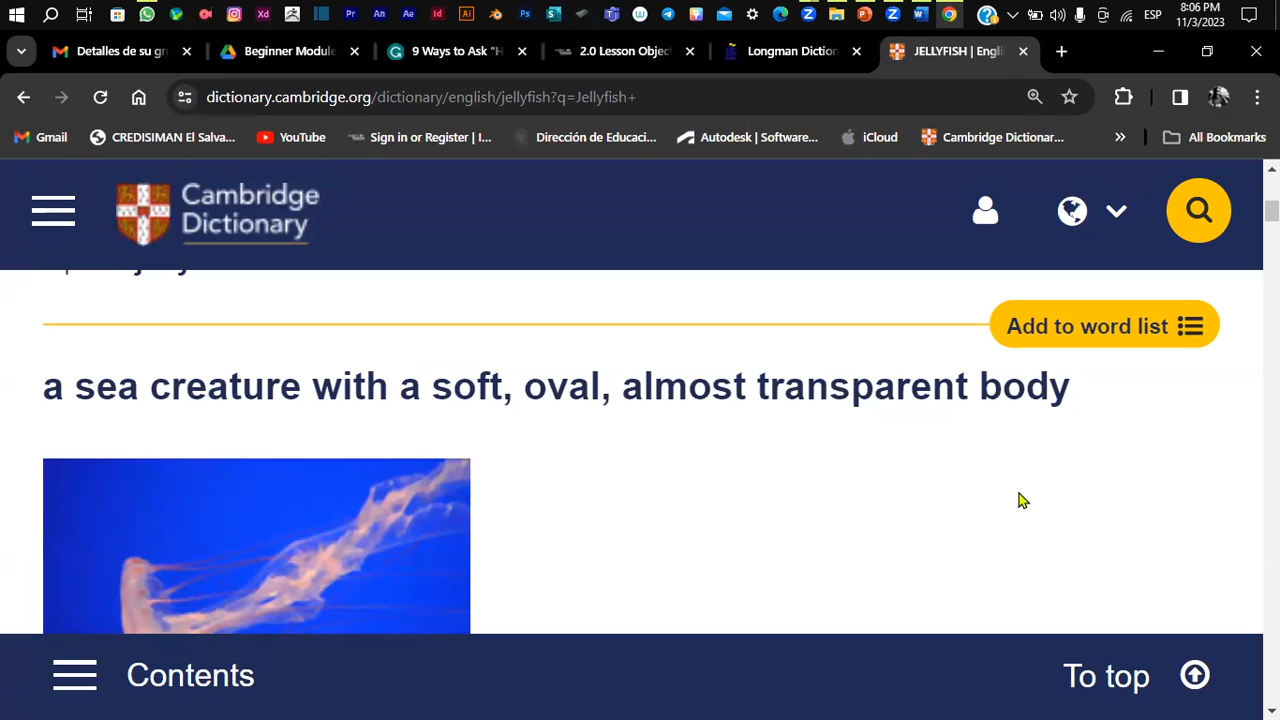 8:06 PM
ESP
11/3/2023
Detalles de su gr
Beginner Module
9 Ways to Ask "H
2.0 Lesson Objec
Longman Diction
JELLYFISH | Engli
dictionary.cambridge.org/dictionary/english/jellyfish?q=Jellyfish+
Gmail
CREDISIMAN El Salva...
YouTube
Sign in or Register | I...
Dirección de Educaci...
Autodesk | Software...
iCloud
Cambridge Dictionar...
All Bookmarks
Cambridge
Dictionary
Add to word list
a sea creature with a soft, oval, almost transparent body
Contents
To top